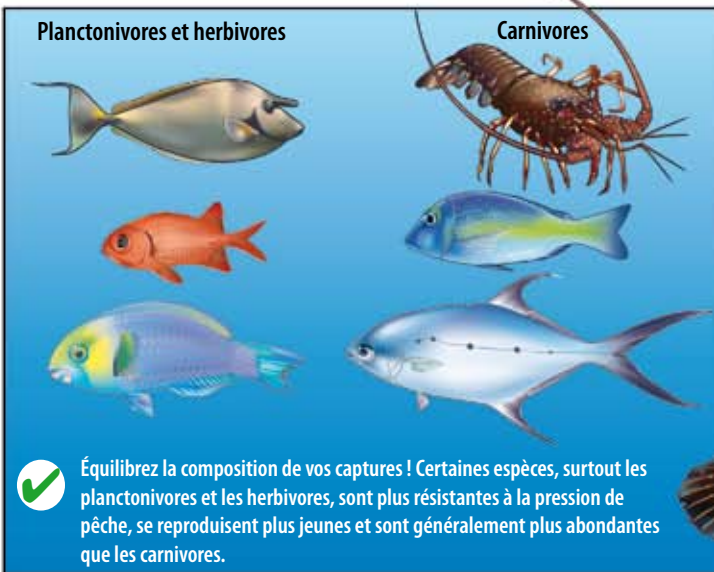 Planctonivores et herbivores
Carnivores
Équilibrez la composition de vos captures ! Certaines espèces, surtout les
planctonivores et les herbivores, sont plus résistantes à la pression de
pêche, se reproduisent plus jeunes et sont généralement plus abondantes
que les carnivores.